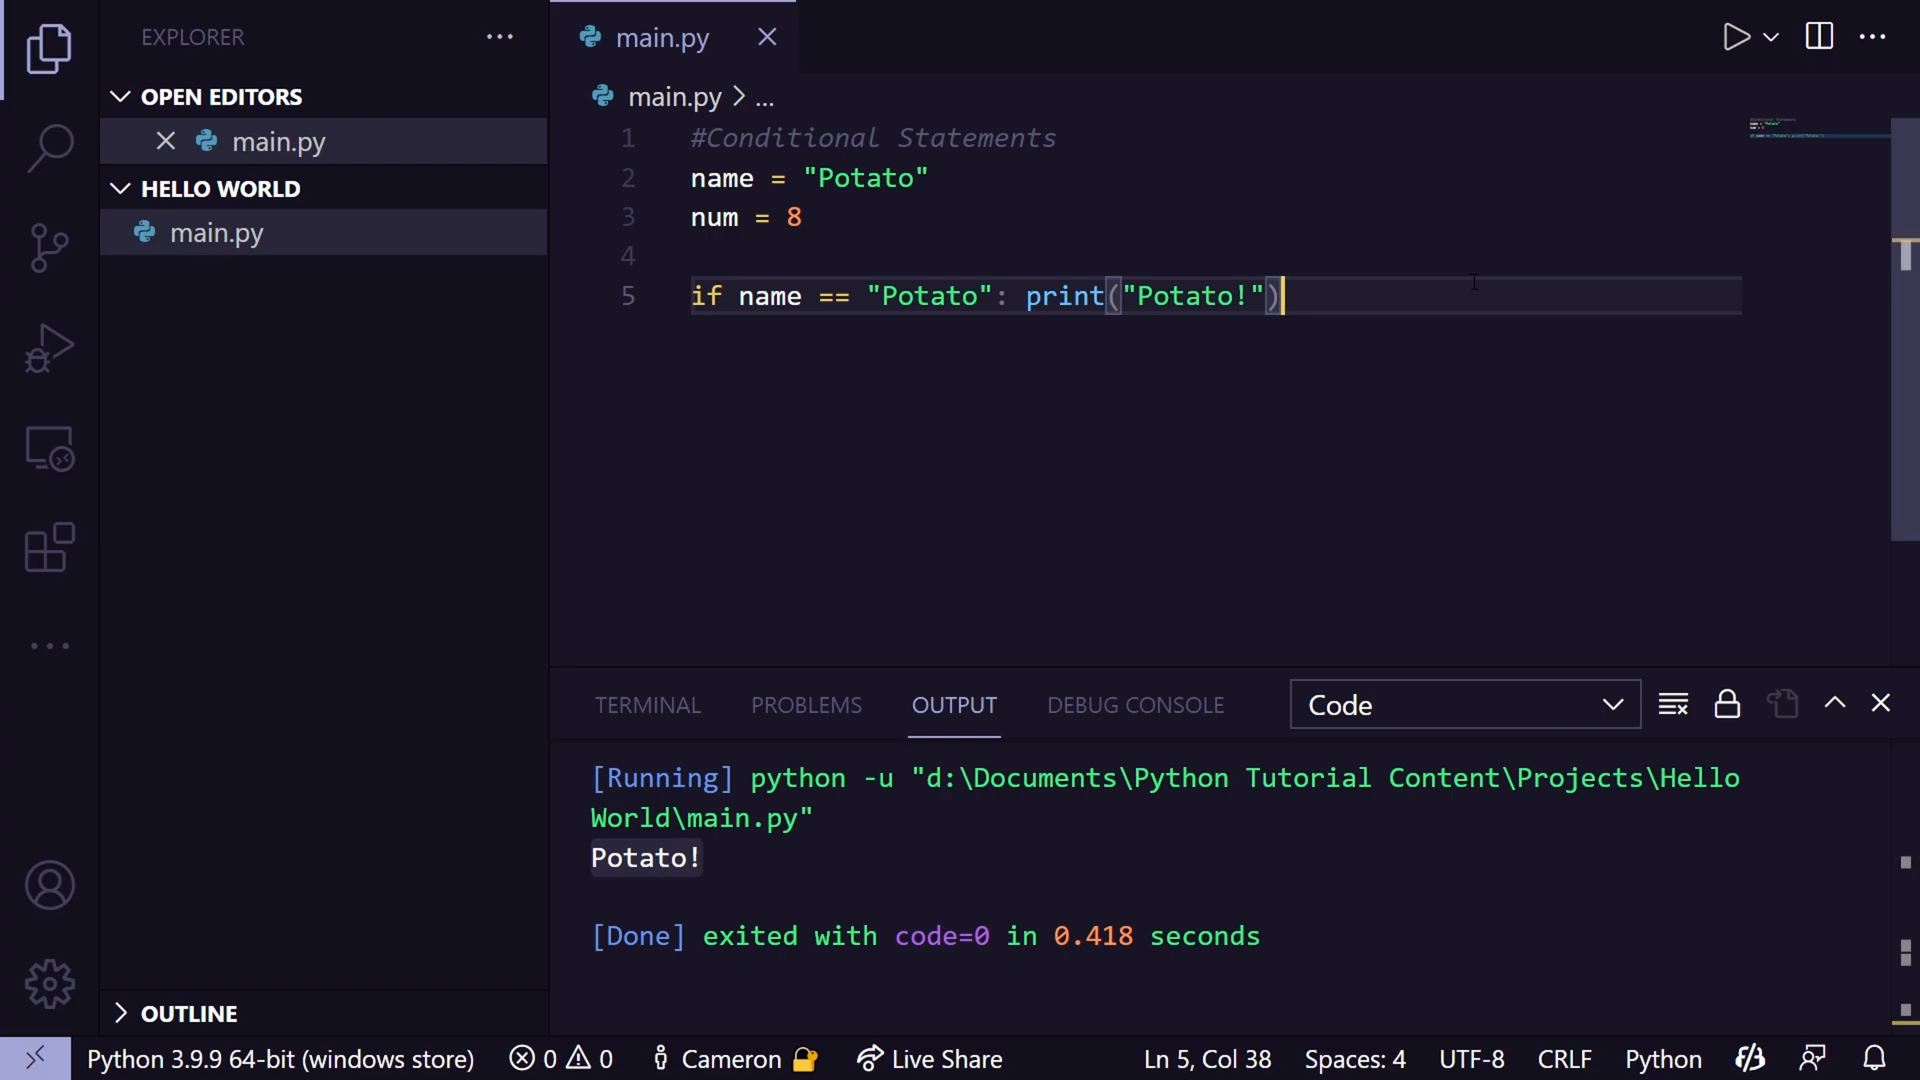 EXPLORER
OPEN EDITORS
main.py
HELLO WORLD
main.py
OUTLINE
main.py
main.py > ...
1 #Conditional Statements
2 name = "Potato"
3 num = 8
4
5 if name == "Potato": print("Potato!")
TERMINAL PROBLEMS OUTPUT DEBUG CONSOLE Code
[Running] python -u "d:\Documents\Python Tutorial Content\Projects\Hello
World\main.py"
Potato!
[Done] exited with code=0 in 0.418 seconds
Python 3.9.9 64-bit (windows store) 0 0 Cameron Live Share Ln 5, Col 38 Spaces: 4 UTF-8 CRLF Python